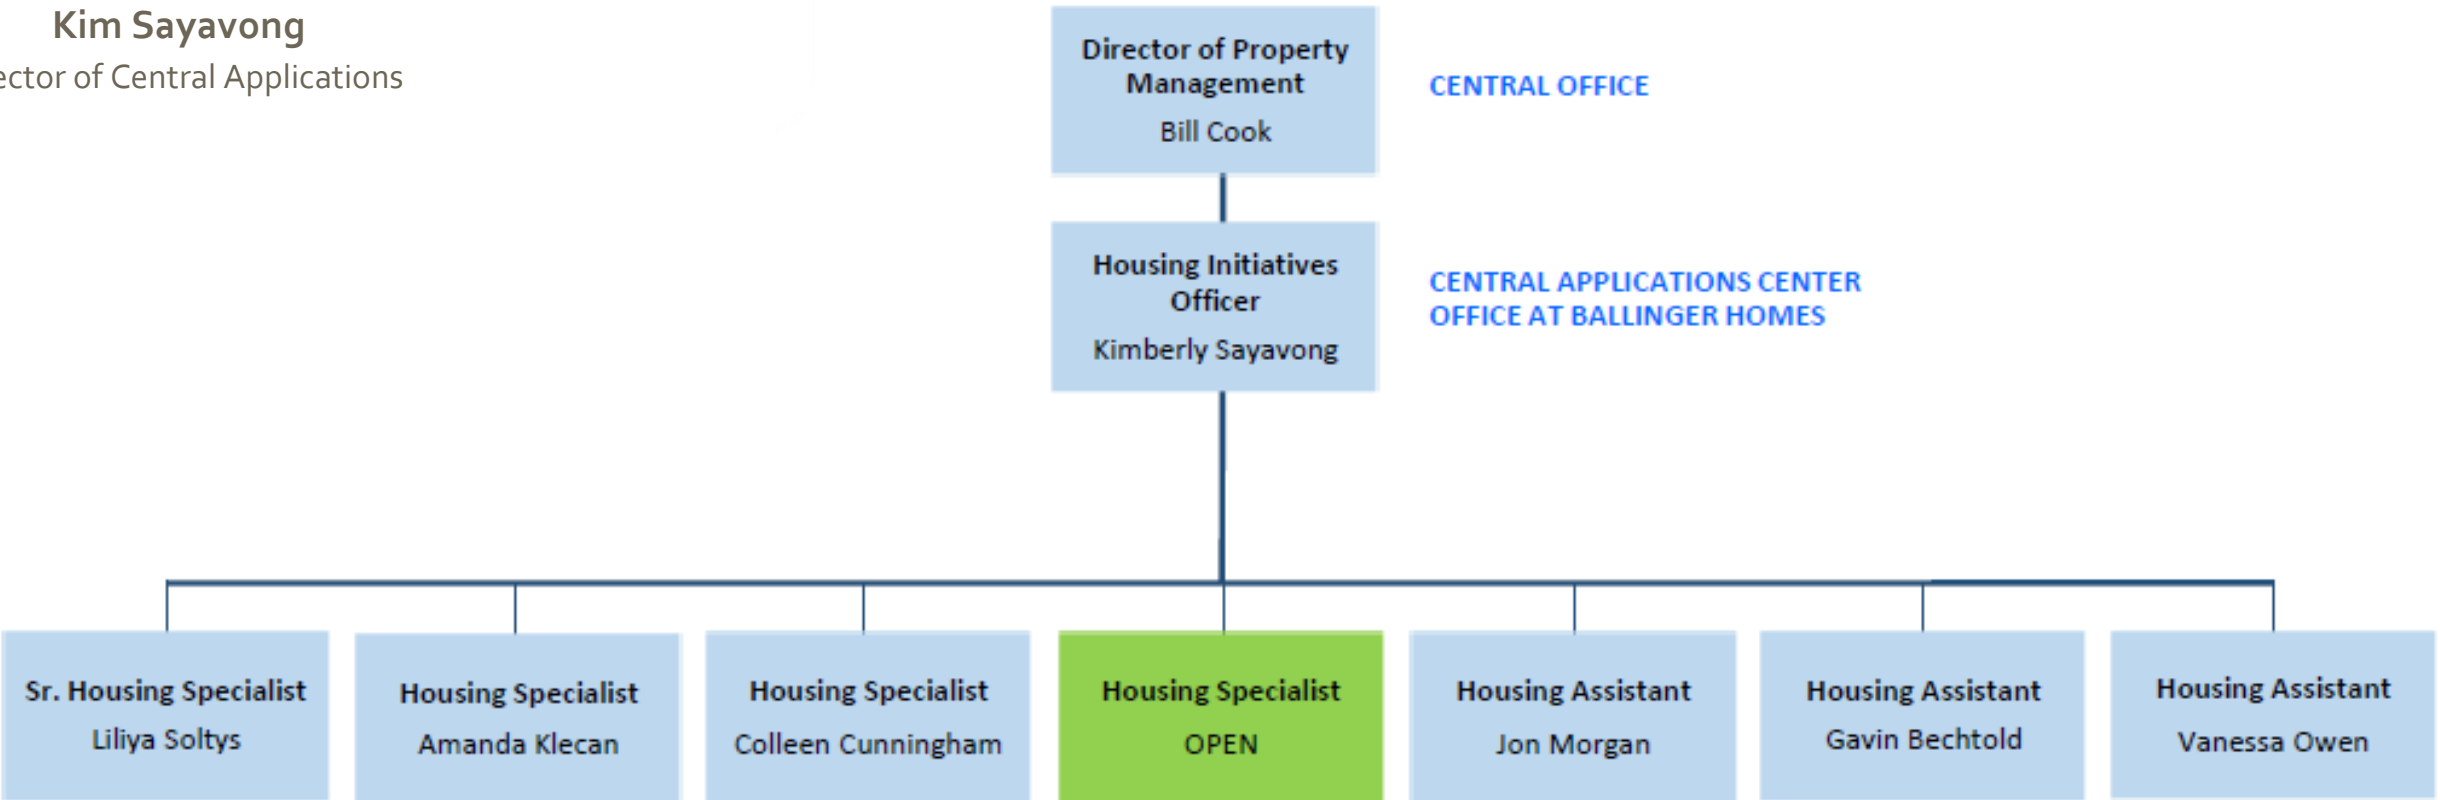 Kim Sayavong
ector of Central Applications
Director of Property
Management
Bill Cook
CENTRAL OFFICE
Housing Initiatives
Officer
Kimberly Sayavong
CENTRAL APPLICATIONS CENTER
OFFICE AT BALLINGER HOMES
Sr. Housing Specialist
Liliya Soltys
Housing Specialist
Amanda Klecan
Housing Specialist
Colleen Cunningham
Housing Specialist
OPEN
Housing Assistant
Jon Morgan
Housing Assistant
Gavin Bechtold
Housing Assistant
Vanessa Owen